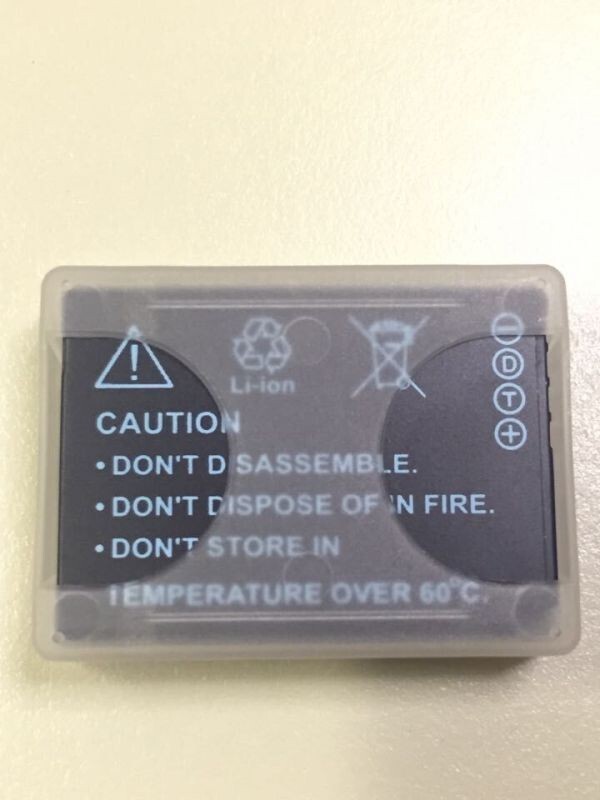 Li-ion
− D T +
CAUTION
• DON'T DISASSEMBLE.
• DON'T DISPOSE OF IN FIRE.
• DON'T STORE IN
TEMPERATURE OVER 60°C.